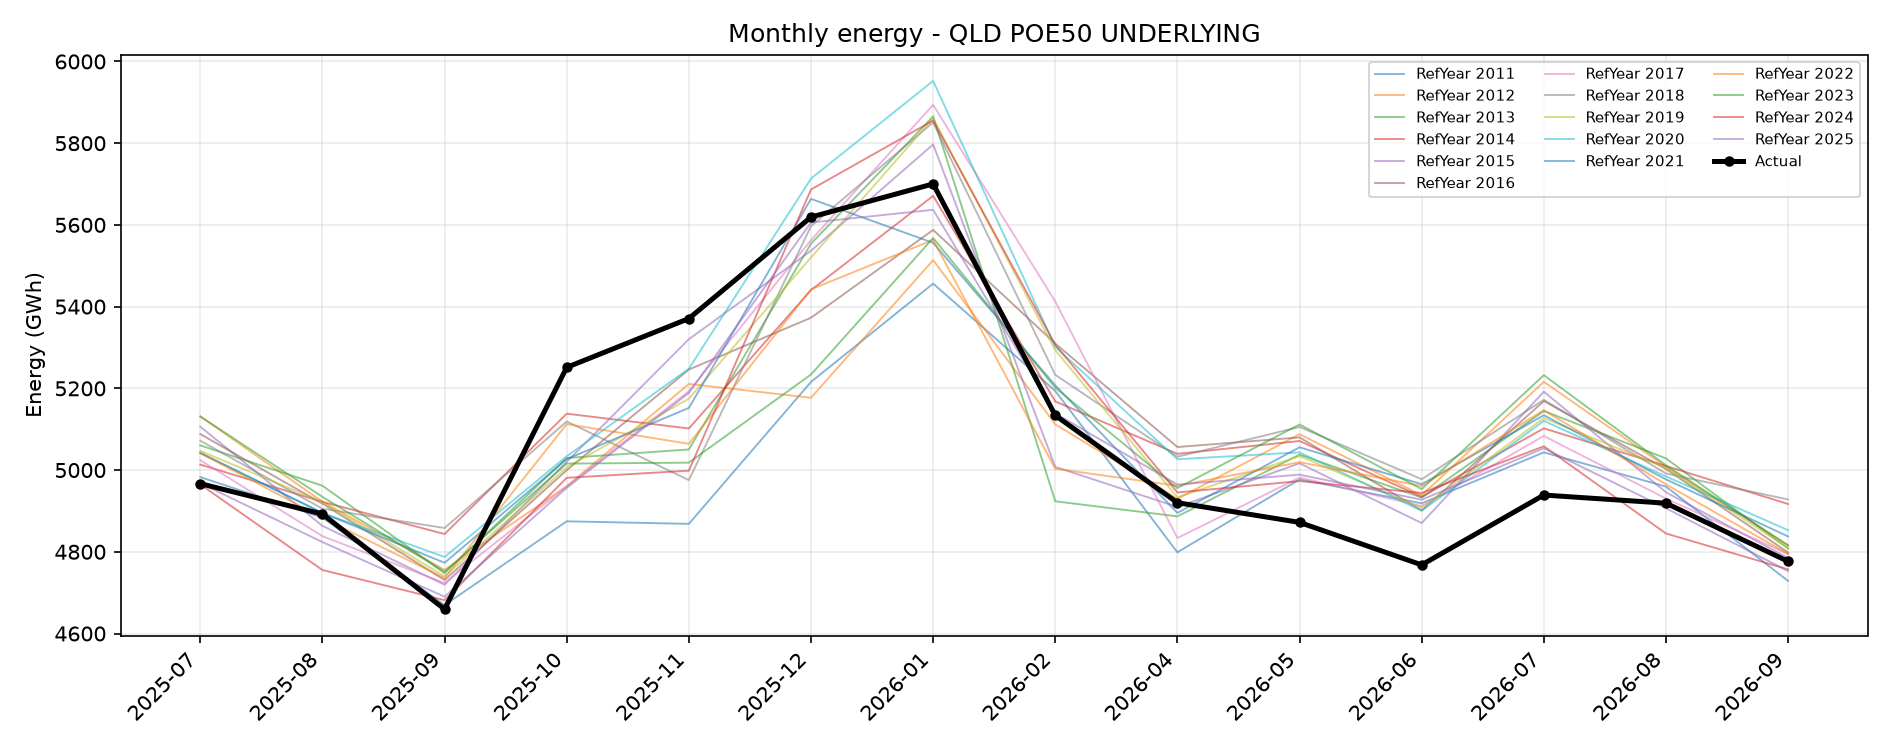 Monthly energy - QLD POE50 UNDERLYING
Energy (GWh)
6000
5800
5600
5400
5200
5000
4800
4600
2025-07
2025-08
2025-09
2025-10
2025-11
2025-12
2026-01
2026-02
2026-04
2026-05
2026-06
2026-07
2026-08
2026-09
RefYear 2011
RefYear 2012
RefYear 2013
RefYear 2014
RefYear 2015
RefYear 2016
RefYear 2017
RefYear 2018
RefYear 2019
RefYear 2020
RefYear 2021
RefYear 2022
RefYear 2023
RefYear 2024
RefYear 2025
Actual